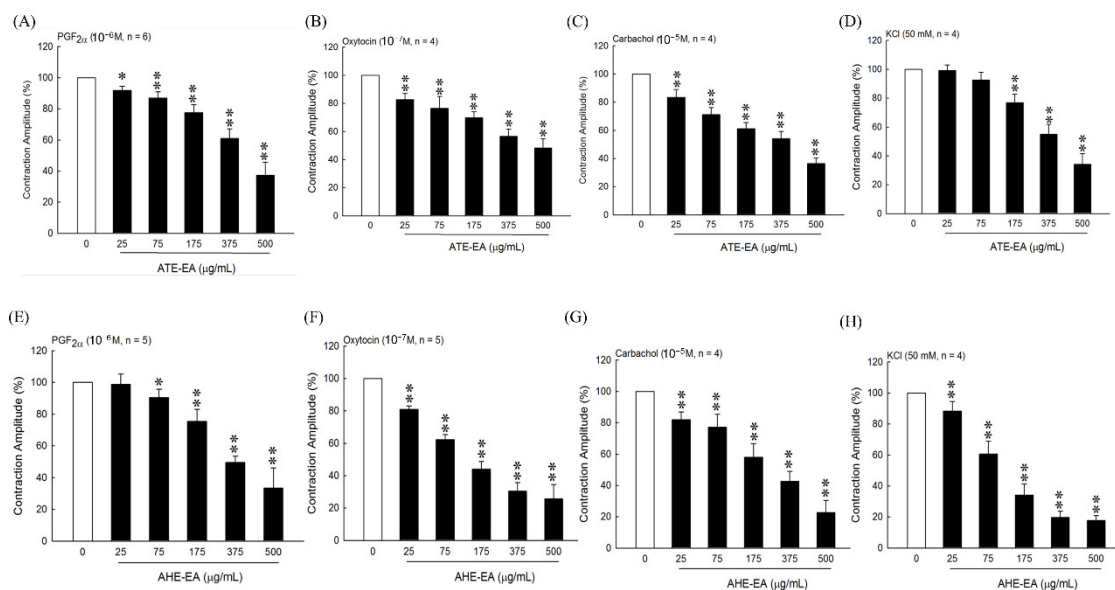 (A)
PGF2α (10⁻⁶M, n = 6)
120
100
80
60
40
20
0
Contraction Amplitude (%)
*
**
**
**
**
0 25 75 175 375 500
ATE-EA (μg/mL)
(B)
Oxytocin (10⁻⁷M, n = 4)
120
100
80
60
40
20
0
Contraction Amplitude (%)
**
**
**
**
**
0 25 75 175 375 500
ATE-EA (μg/mL)
(C)
Carbachol (10⁻⁵M, n = 4)
120
100
80
60
40
20
0
Contraction Amplitude (%)
**
**
**
**
**
0 25 75 175 375 500
ATE-EA (μg/mL)
(D)
KCl (50 mM, n = 4)
120
100
80
60
40
20
0
Contraction Amplitude (%)
**
**
**
0 25 75 175 375 500
ATE-EA (μg/mL)
(E)
PGF2α (10⁻⁶M, n = 5)
120
100
80
60
40
20
0
Contraction Amplitude (%)
*
**
**
**
0 25 75 175 375 500
AHE-EA (μg/mL)
(F)
Oxytocin (10⁻⁷M, n = 5)
120
100
80
60
40
20
0
Contraction Amplitude (%)
**
**
**
**
**
0 25 75 175 375 500
AHE-EA (μg/mL)
(G)
Carbachol (10⁻⁵M, n = 4)
120
100
80
60
40
20
0
Contraction Amplitude (%)
**
**
**
**
**
0 25 75 175 375 500
AHE-EA (μg/mL)
(H)
KCl (50 mM, n = 4)
120
100
80
60
40
20
0
Contraction Amplitude (%)
**
**
**
**
**
0 25 75 175 375 500
AHE-EA (μg/mL)